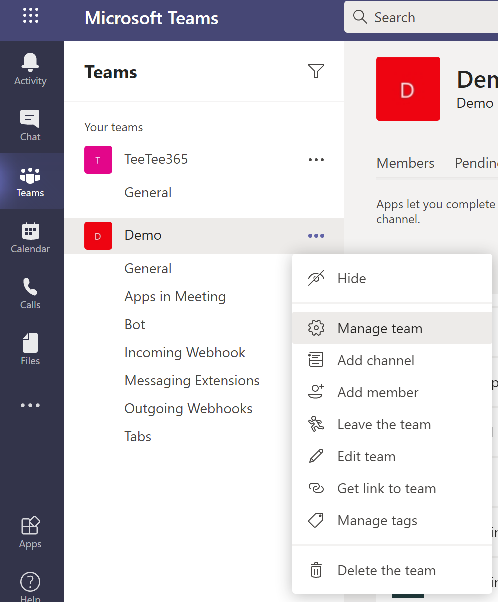 Microsoft Teams
Search
Activity
Chat
Teams
Calendar
Calls
Files
Apps
Help
Teams
Your teams
T
TeeTee365
General
D
Demo
General
Apps in Meeting
Bot
Incoming Webhook
Messaging Extensions
Outgoing Webhooks
Tabs
D
Demo
Members
Apps let you complete
channel.
Hide
Manage team
Add channel
Add member
Leave the team
Edit team
Get link to team
Manage tags
Delete the team